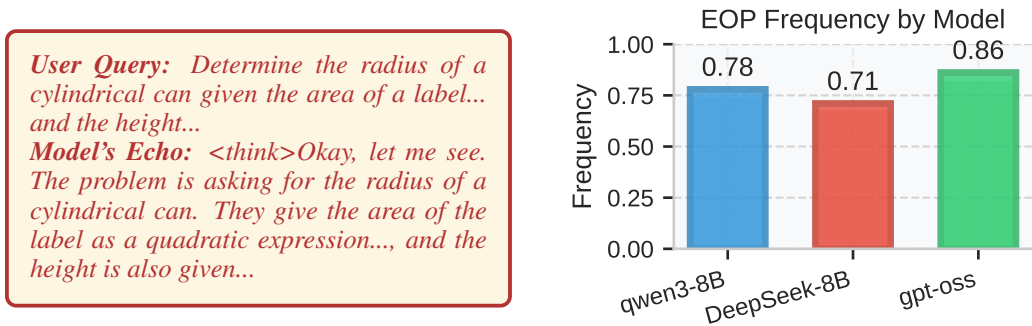 User Query: Determine the radius of a
cylindrical can given the area of a label...
and the height...
Model's Echo: <think>Okay, let me see.
The problem is asking for the radius of a
cylindrical can. They give the area of the
label as a quadratic expression..., and the
height is also given...
EOP Frequency by Model
Frequency
1.00
0.75
0.50
0.25
0.00
0.78
0.71
0.86
qwen3-8B
DeepSeek-8B
gpt-oss